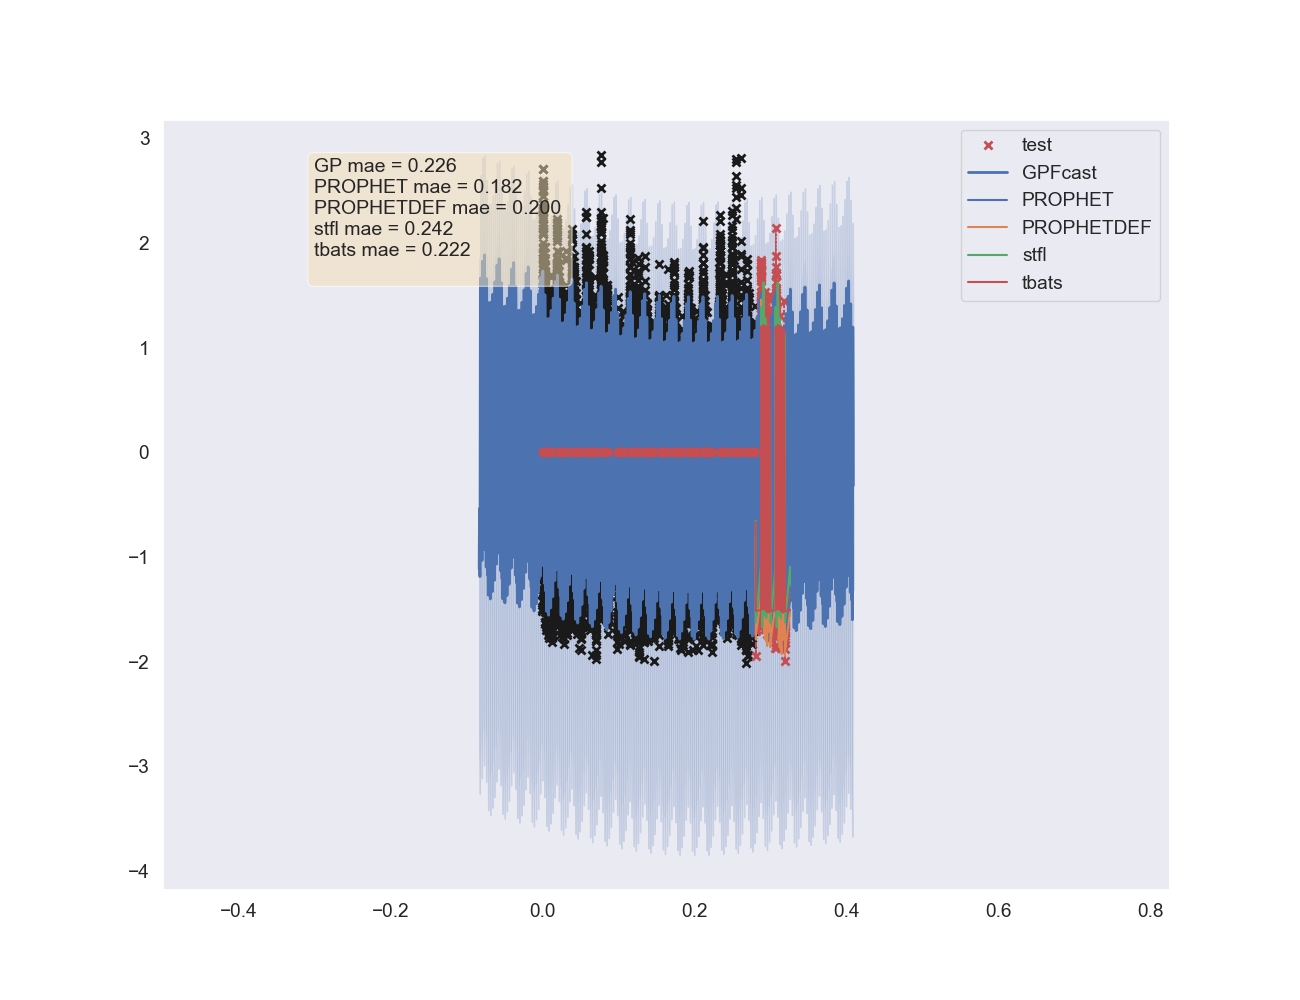 GP mae = 0.226
PROPHET mae = 0.182
PROPHETDEF mae = 0.200
stfl mae = 0.242
tbats mae = 0.222
test
GPFcast
PROPHET
PROPHETDEF
stfl
tbats
3
2
1
0
−1
−2
−3
−4
−0.4 −0.2 0.0 0.2 0.4 0.6 0.8